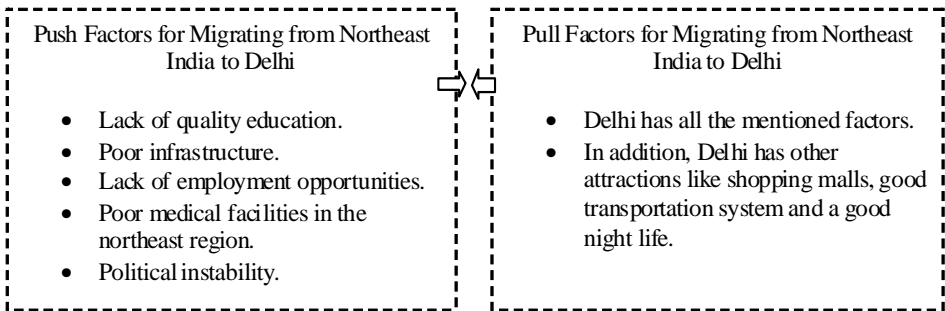 Push Factors for Migrating from Northeast
India to Delhi
• Lack of quality education.
• Poor infrastructure.
• Lack of employment opportunities.
• Poor medical facilities in the
northeast region.
• Political instability.
Pull Factors for Migrating from Northeast
India to Delhi
• Delhi has all the mentioned factors.
• In addition, Delhi has other
attractions like shopping malls, good
transportation system and a good
night life.